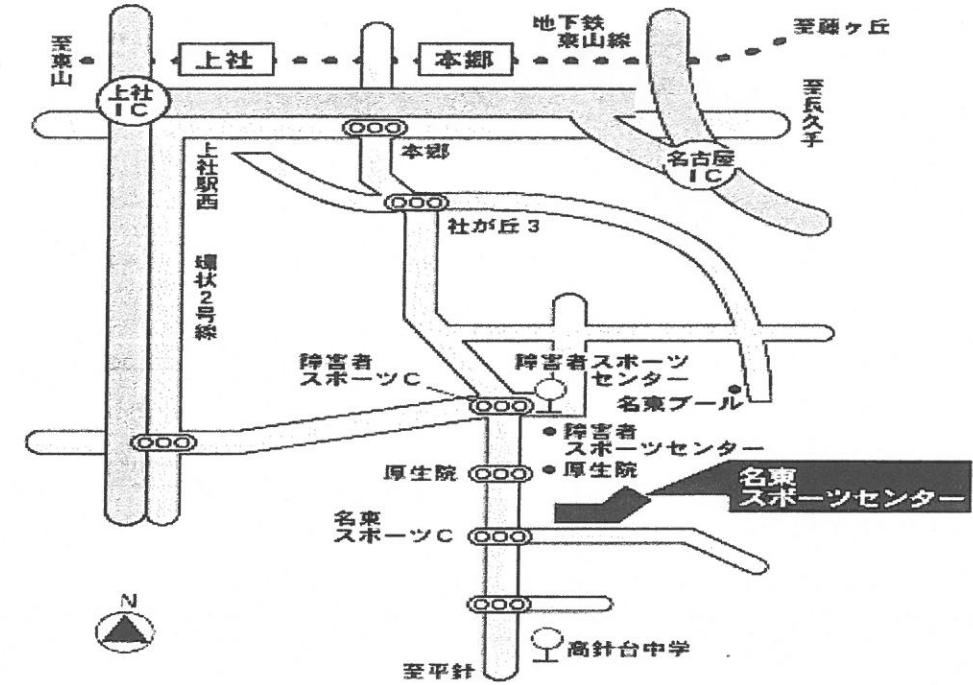 地下鉄
東山線
至藤ヶ丘
至東山
上社
本郷
至長久手
上社
IC
本郷
名古屋
IC
上社駅西
社が丘3
環状2号線
障害者
スポーツC
障害者スポーツ
センター
名東プール
障害者
スポーツセンター
厚生院
厚生院
名東
スポーツセンター
名東
スポーツC
N
高針台中学
至平針